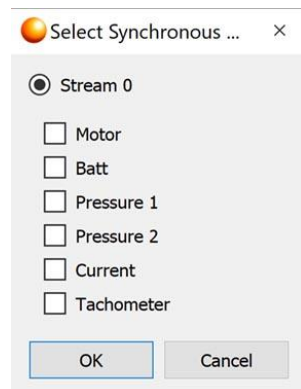 Select Synchronous ...
Stream 0
Motor
Batt
Pressure 1
Pressure 2
Current
Tachometer
OK Cancel